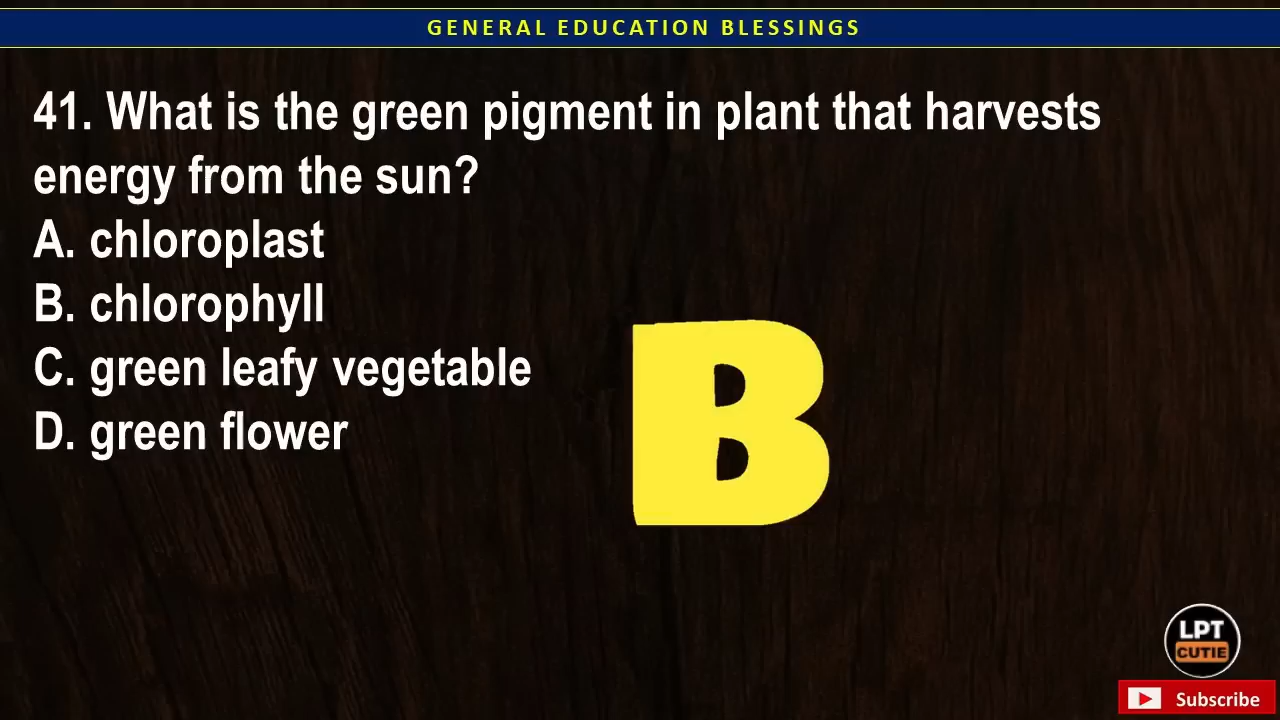 GENERAL EDUCATION BLESSINGS
41. What is the green pigment in plant that harvests
energy from the sun?
A. chloroplast
B. chlorophyll
C. green leafy vegetable
D. green flower
B
LPT
CUTIE
Subscribe